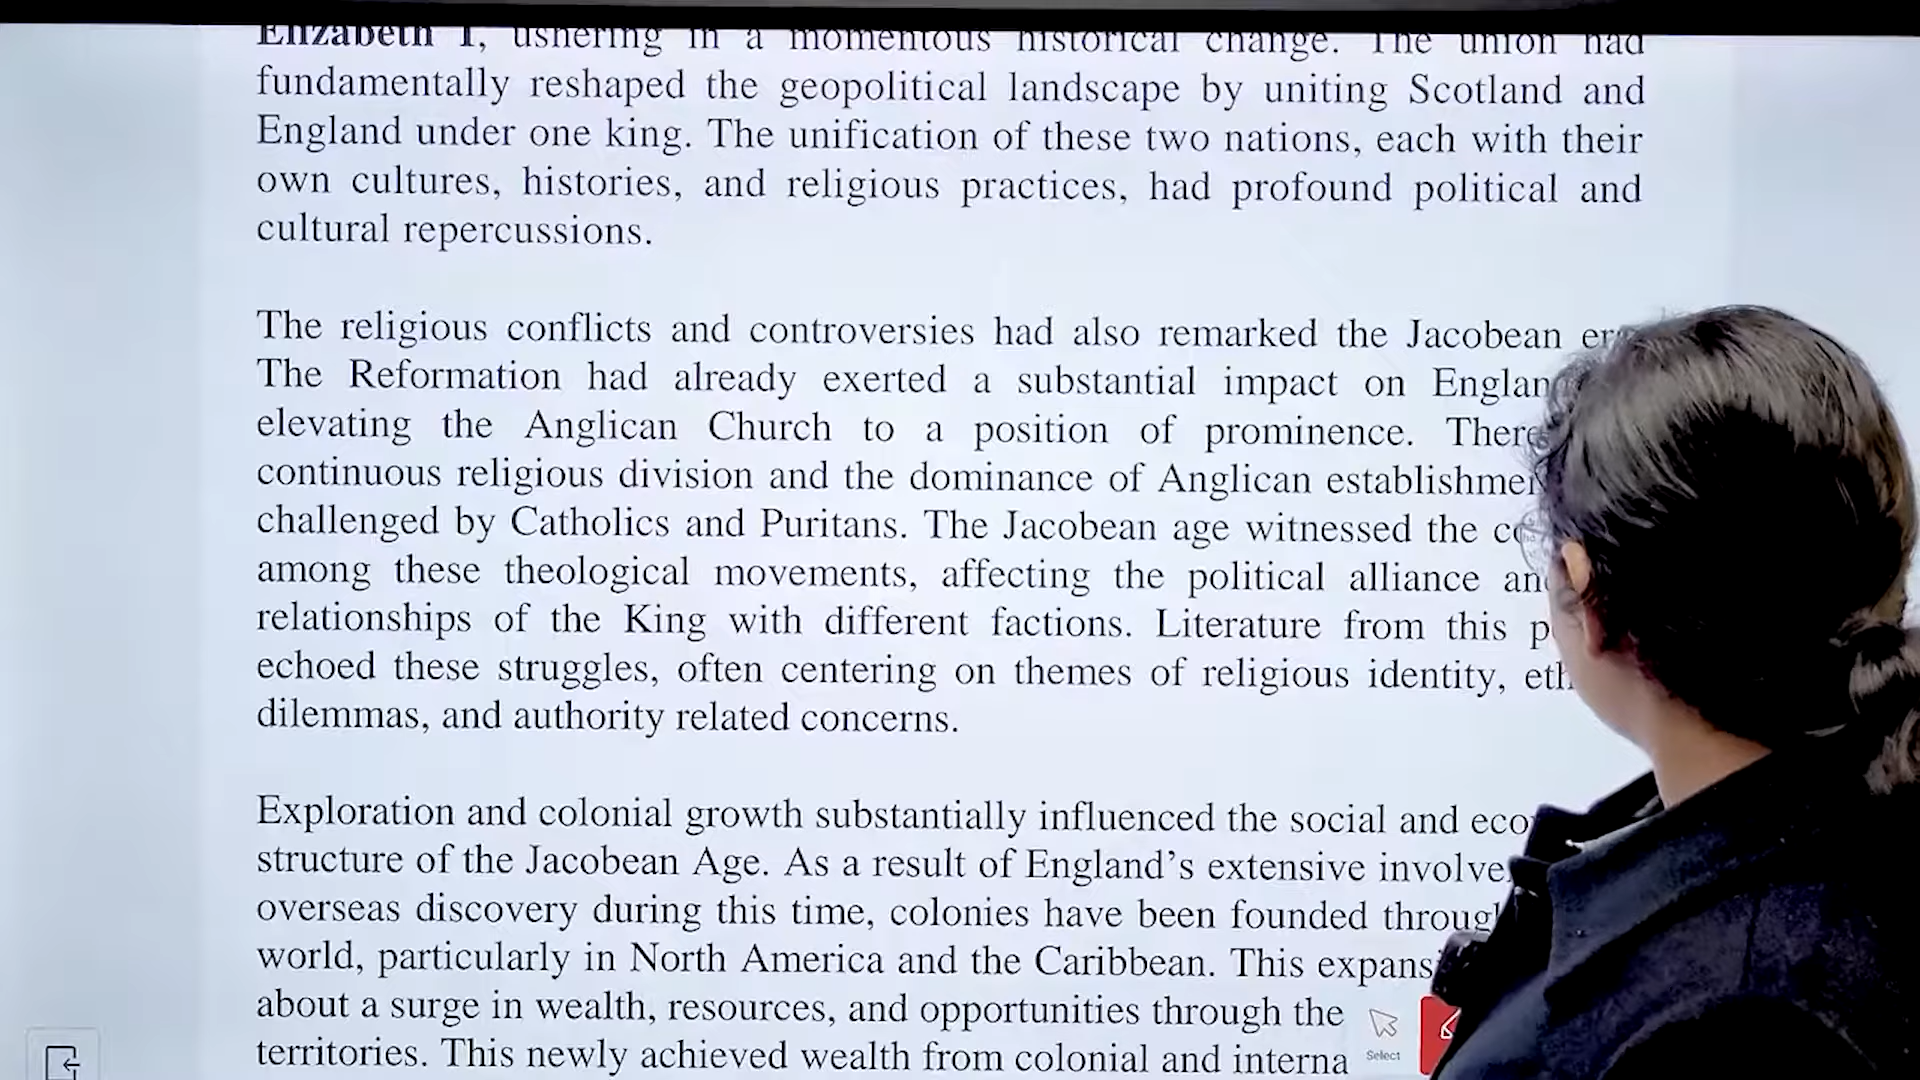 Elizabeth I, ushering in a momentous historical change. The union had
fundamentally reshaped the geopolitical landscape by uniting Scotland and
England under one king. The unification of these two nations, each with their
own cultures, histories, and religious practices, had profound political and
cultural repercussions.
The religious conflicts and controversies had also remarked the Jacobean
The Reformation had already exerted a substantial impact on
elevating the Anglican Church to a position of prominence.
continuous religious division and the dominance of Anglican
challenged by Catholics and Puritans. The Jacobean age witnessed the
among these theological movements, affecting the political alliance
relationships of the King with different factions. Literature from this
echoed these struggles, often centering on themes of religious identity,
dilemmas, and authority related concerns.
Exploration and colonial growth substantially influenced the social and
structure of the Jacobean Age. As a result of England's extensive
overseas discovery during this time, colonies have been founded
world, particularly in North America and the Caribbean. This
about a surge in wealth, resources, and opportunities through the
territories. This newly achieved wealth from colonial and
Select